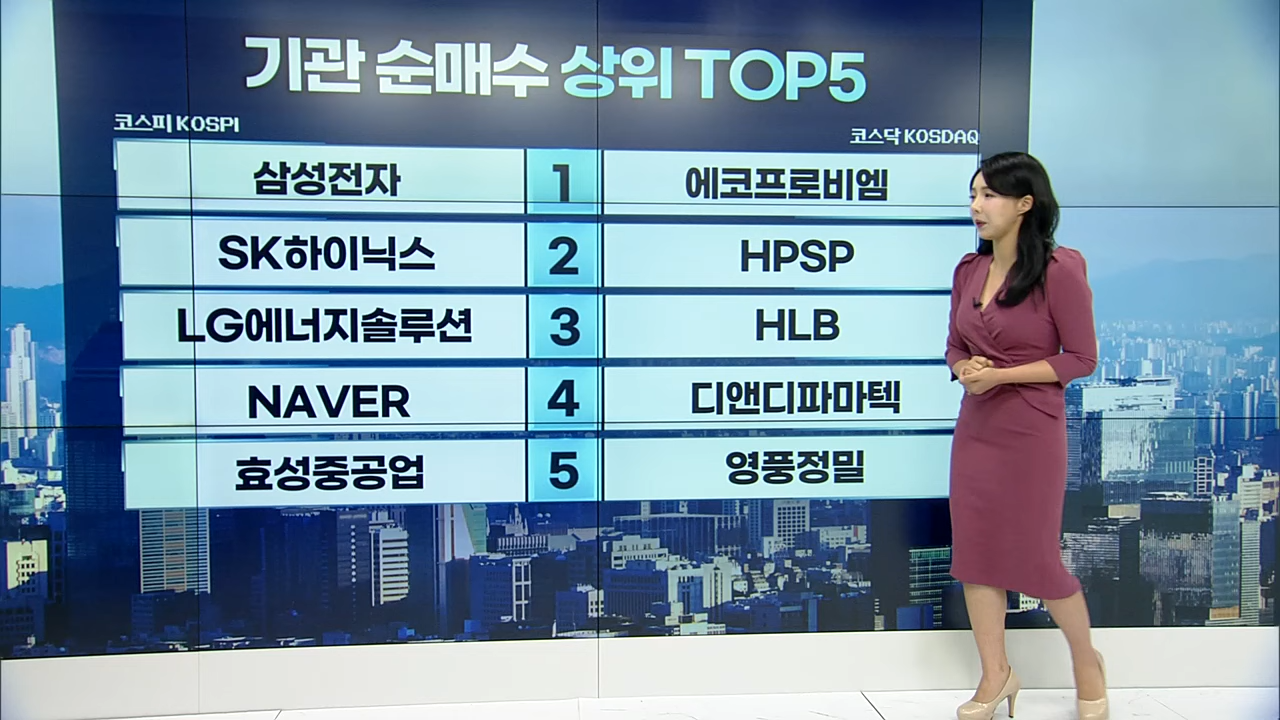 기관 순매수 상위 TOP5
코스피 KOSPI
코스닥 KOSDAQ
삼성전자 1 에코프로비엠
SK하이닉스 2 HPSP
LG에너지솔루션 3 HLB
NAVER 4 디앤디파마텍
효성중공업 5 영풍정밀